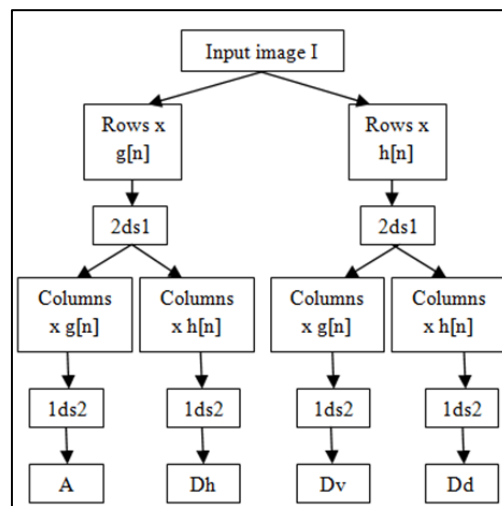 Input image I
Rows x
g[n]
Rows x
h[n]
2ds1
2ds1
Columns
x g[n]
Columns
x h[n]
Columns
x g[n]
Columns
x h[n]
1ds2
1ds2
1ds2
1ds2
A
Dh
Dv
Dd